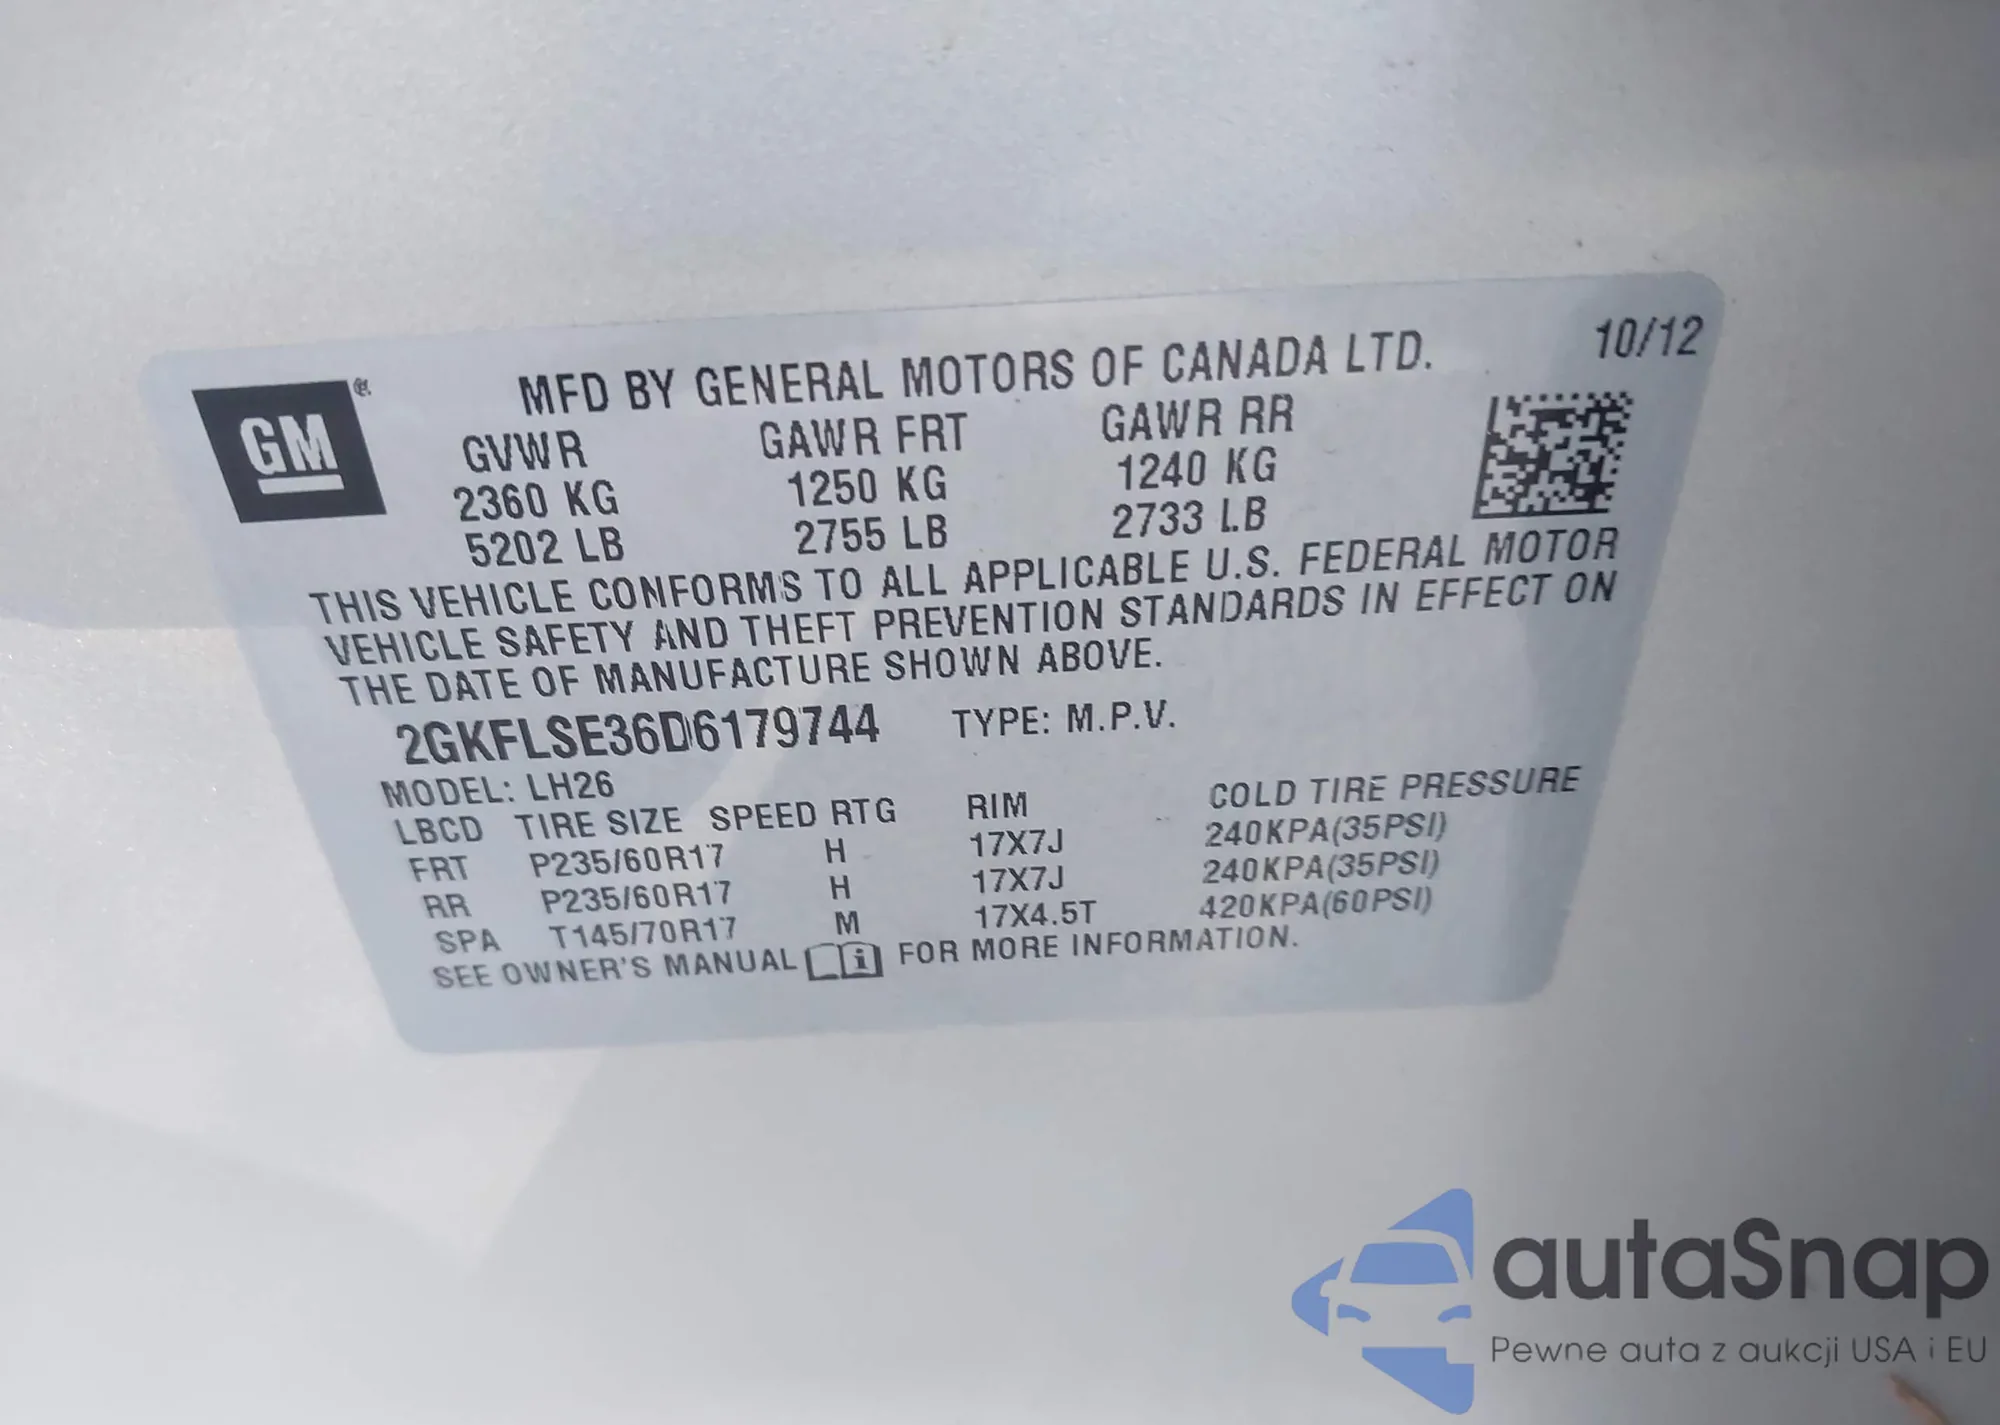 GM ®.
MFD BY GENERAL MOTORS OF CANADA LTD. 10/12
GVWR GAWR FRT GAWR RR
2360 KG 1250 KG 1240 KG
5202 LB 2755 LB 2733 LB
THIS VEHICLE CONFORMS TO ALL APPLICABLE U.S. FEDERAL MOTOR
VEHICLE SAFETY AND THEFT PREVENTION STANDARDS IN EFFECT ON
THE DATE OF MANUFACTURE SHOWN ABOVE.
2GKFLSE36D6179744 TYPE: M.P.V.
MODEL: LH26
LBCD TIRE SIZE SPEED RTG RIM COLD TIRE PRESSURE
FRT P235/60R17 H 17X7J 240KPA(35PSI)
RR P235/60R17 H 17X7J 240KPA(35PSI)
SPA T145/70R17 M 17X4.5T 420KPA(60PSI)
SEE OWNER'S MANUAL i FOR MORE INFORMATION.
autaSnap
Pewne auta z aukcji USA i EU